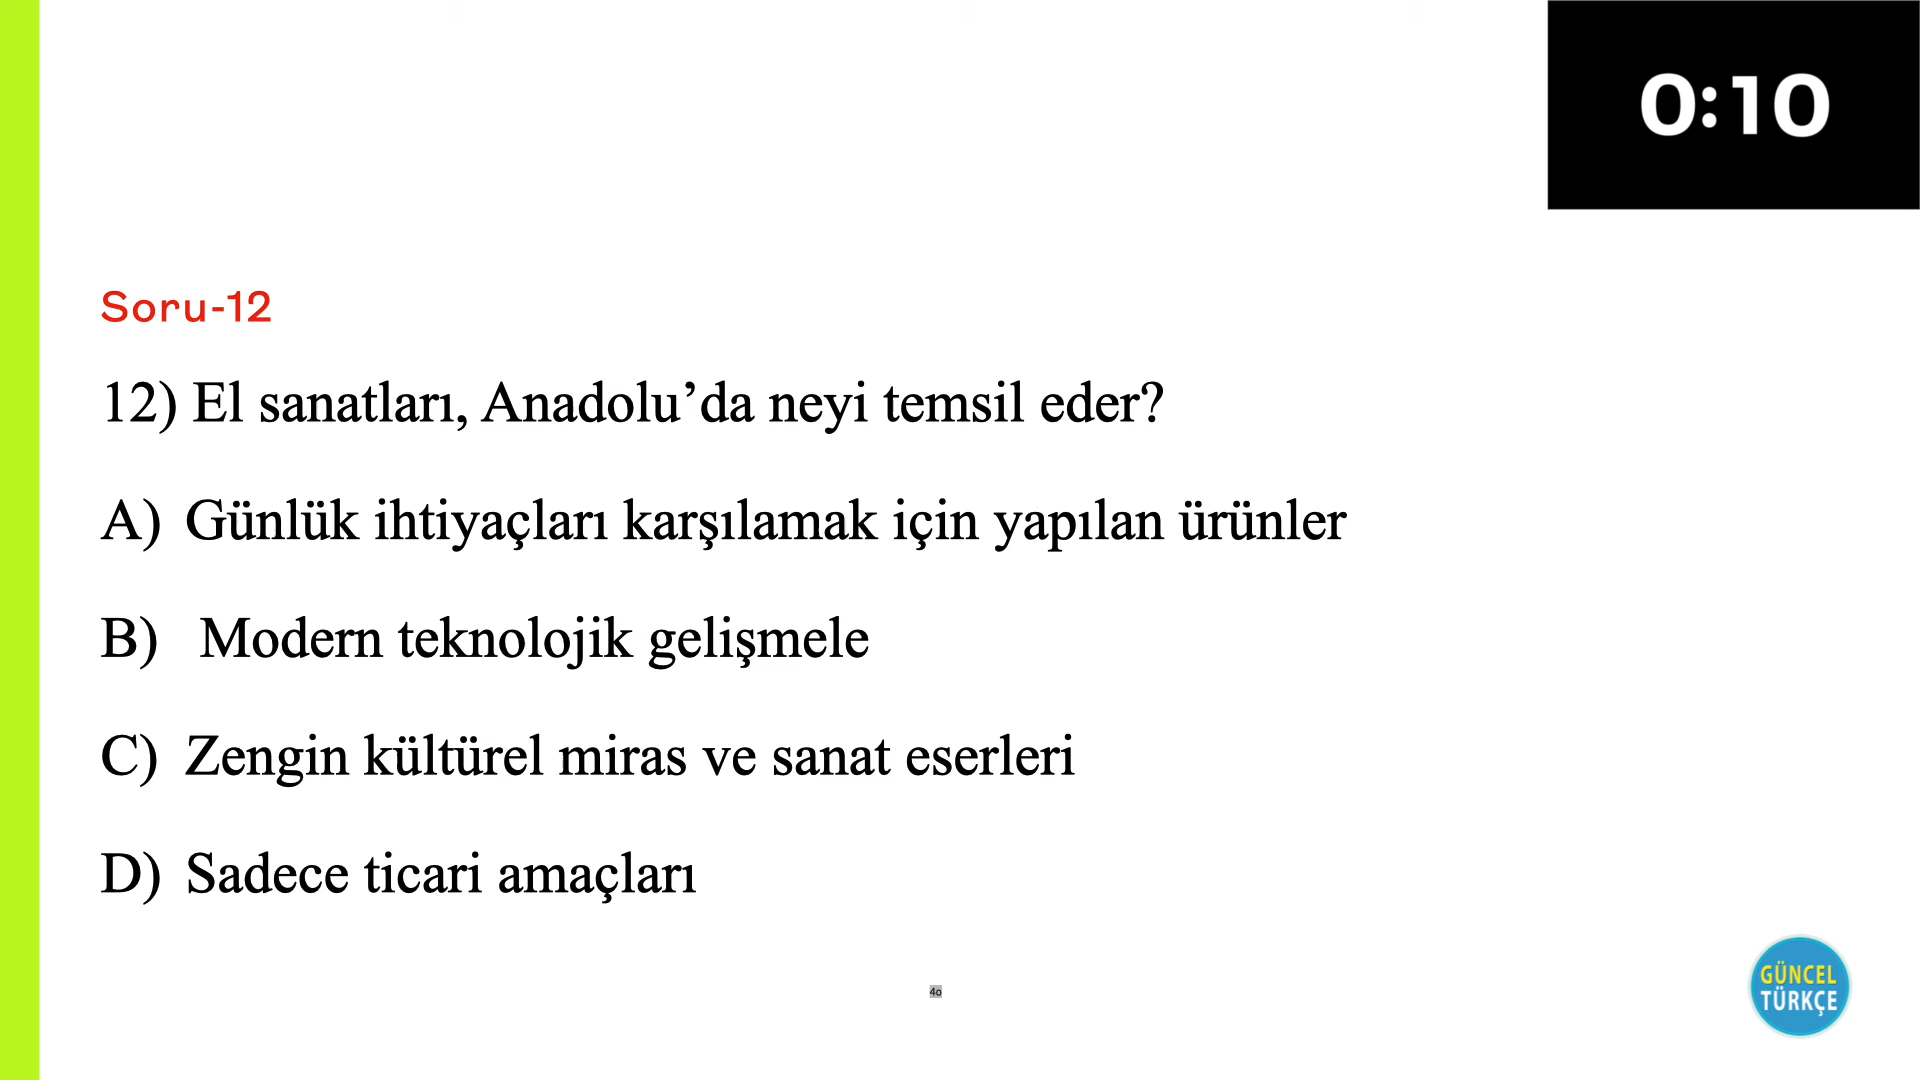 0:10
Soru-12
12) El sanatları, Anadolu’da neyi temsil eder?
A) Günlük ihtiyaçları karşılamak için yapılan ürünler
B) Modern teknolojik gelişmele
C) Zengin kültürel miras ve sanat eserleri
D) Sadece ticari amaçları
40
GÜNCEL
TÜRKÇE